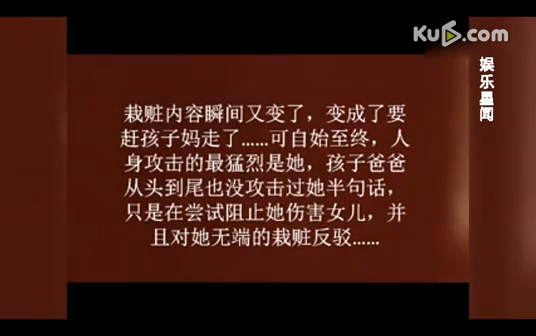 Ku6.com
娱乐星闻
栽赃内容瞬间又变了，变成了要
赶孩子妈走了......可自始至终，人
身攻击的最猛烈是她，孩子爸爸
从头到尾也没攻击过她半句话，
只是在尝试阻止她伤害女儿，并
且对她无端的栽赃反驳......